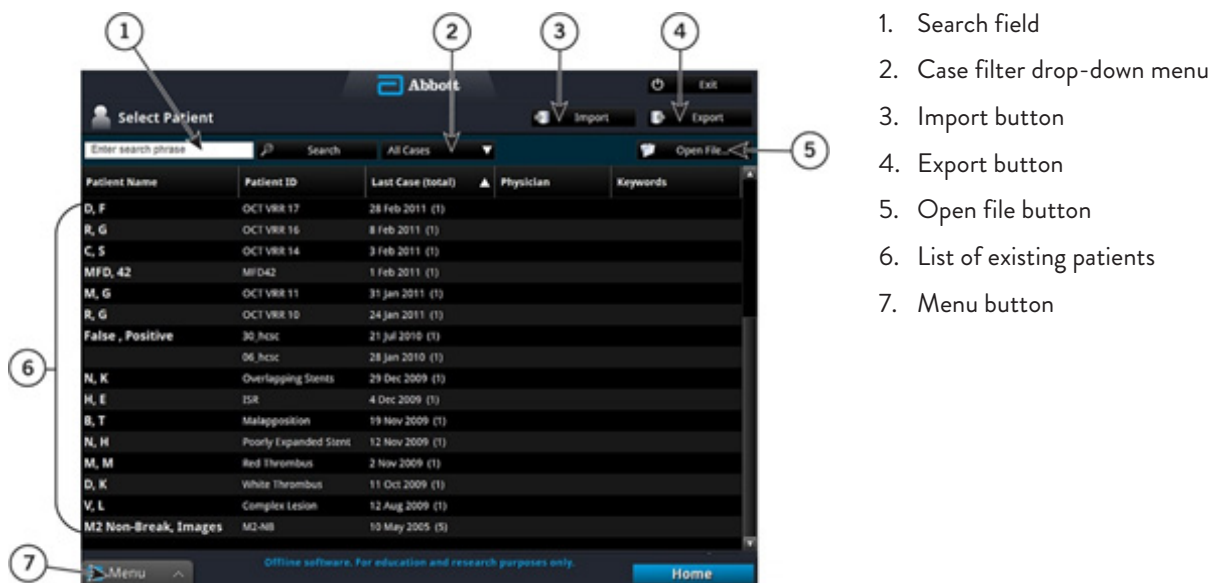 1 2 3 4
1. Search field
2. Case filter drop-down menu
3. Import button
4. Export button
5. Open file button
6. List of existing patients
7. Menu button
Abbott Exit
Select Patient Import Export
Enter search phrase Search All Cases Open File... 5
Patient Name Patient ID Last Case (total) Physician Keywords
D, F OCT VRR 17 28 Feb 2011 (1)
R, G OCT VRR 16 8 Feb 2011 (1)
C, S OCT VRR 14 3 Feb 2011 (1)
MFD, 42 MFD42 1 Feb 2011 (1)
M, G OCT VRR 11 31 Jan 2011 (1)
R, G OCT VRR 10 24 Jan 2011 (1)
False , Positive 30_hcsc 21 Jul 2010 (1)
06_hcsc 28 Jan 2010 (1)
6
N, K Overlapping Stents 29 Dec 2009 (1)
H, E ISR 4 Dec 2009 (1)
B, T Malapposition 19 Nov 2009 (1)
N, H Poorly Expanded Stent 12 Nov 2009 (1)
M, M Red Thrombus 2 Nov 2009 (1)
D, K White Thrombus 11 Oct 2009 (1)
V, L Complex Lesion 12 Aug 2009 (1)
M2 Non-Break, Images M2-NB 10 May 2005 (5)
7 Menu Offline software. For education and research purposes only. Home